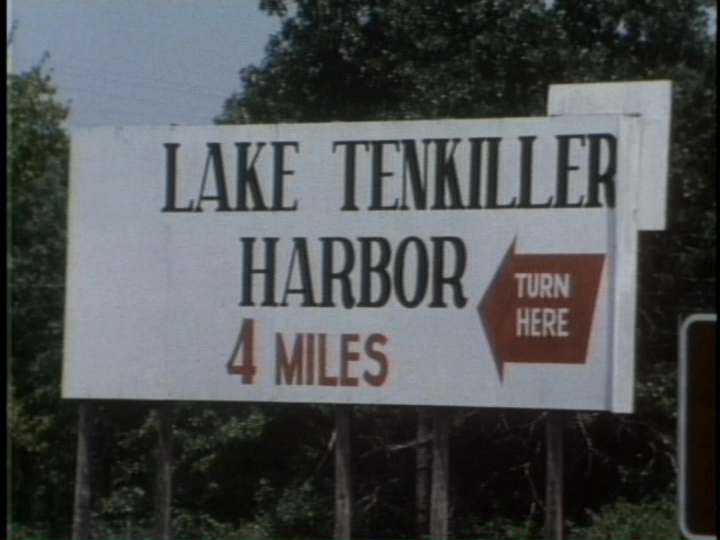 LAKE TENKILLER
HARBOR
4 MILES
TURN
HERE